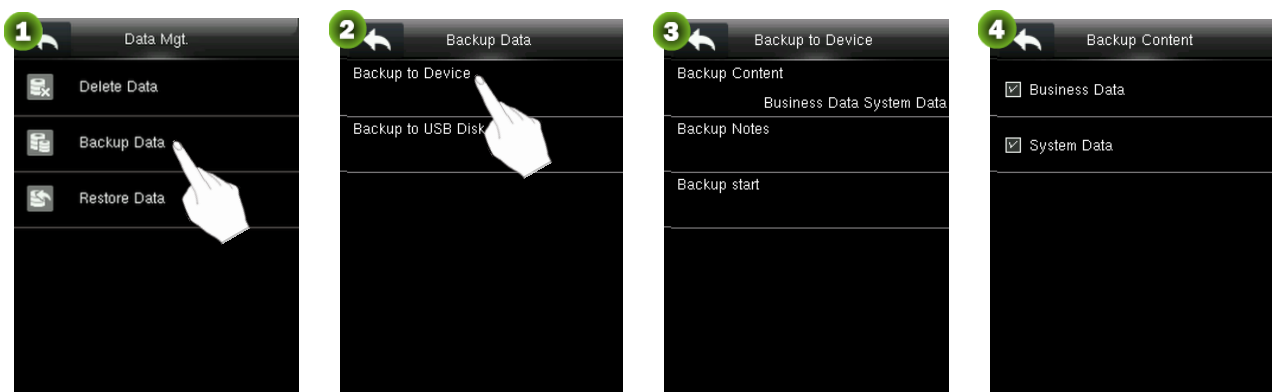 1
Data Mgt.
Delete Data
Backup Data
Restore Data
2
Backup Data
Backup to Device
Backup to USB Disk
3
Backup to Device
Backup Content
Business Data System Data
Backup Notes
Backup start
4
Backup Content
Business Data
System Data